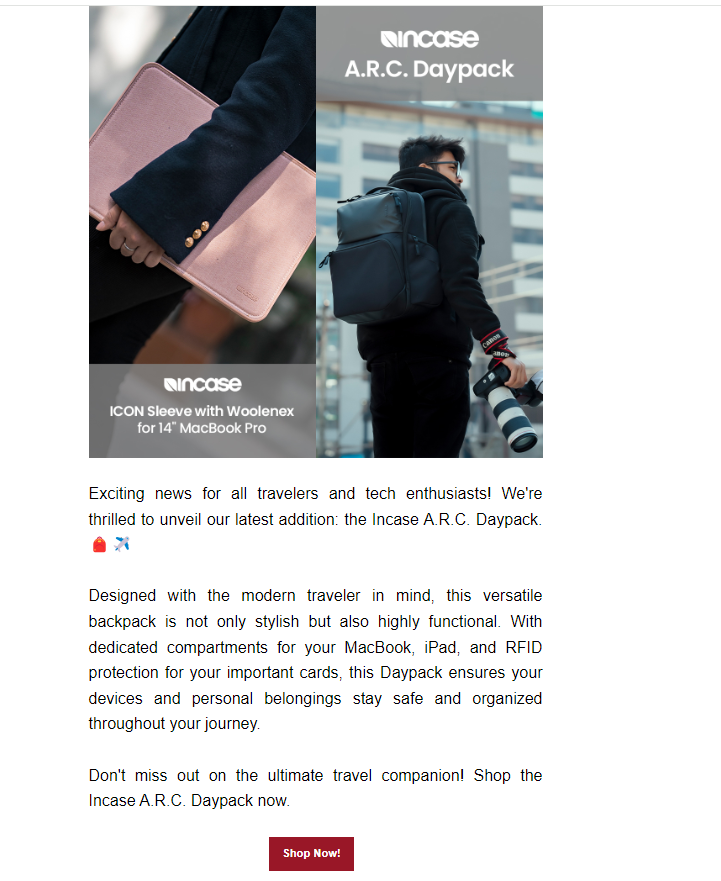 incase
A.R.C. Daypack
Canon
incase
ICON Sleeve with Woolenex
for 14" MacBook Pro
Exciting news for all travelers and tech enthusiasts! We're
thrilled to unveil our latest addition: the Incase A.R.C. Daypack.
Designed with the modern traveler in mind, this versatile
backpack is not only stylish but also highly functional. With
dedicated compartments for your MacBook, iPad, and RFID
protection for your important cards, this Daypack ensures your
devices and personal belongings stay safe and organized
throughout your journey.
Don't miss out on the ultimate travel companion! Shop the
Incase A.R.C. Daypack now.
Shop Now!